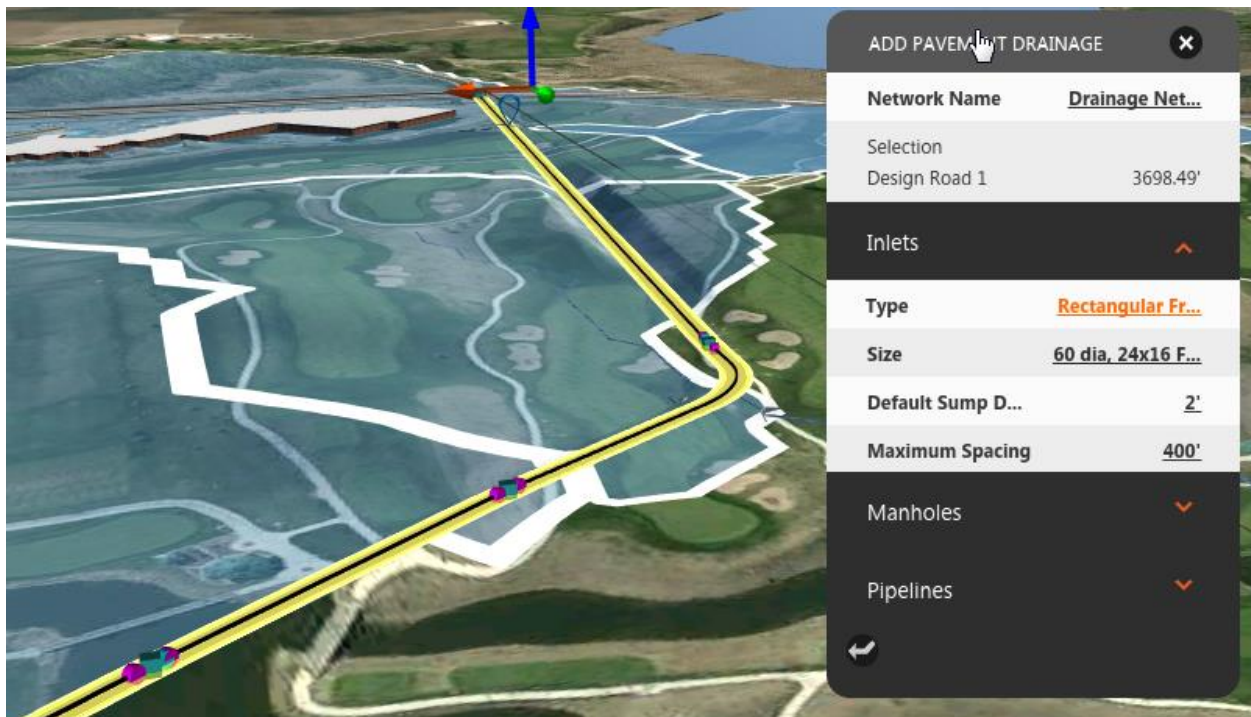 ADD PAVEMENT DRAINAGE
Network Name Drainage Net...
Selection
Design Road 1 3698.49'
Inlets
Type Rectangular Fr...
Size 60 dia, 24x16 F...
Default Sump D... 2'
Maximum Spacing 400'
Manholes
Pipelines